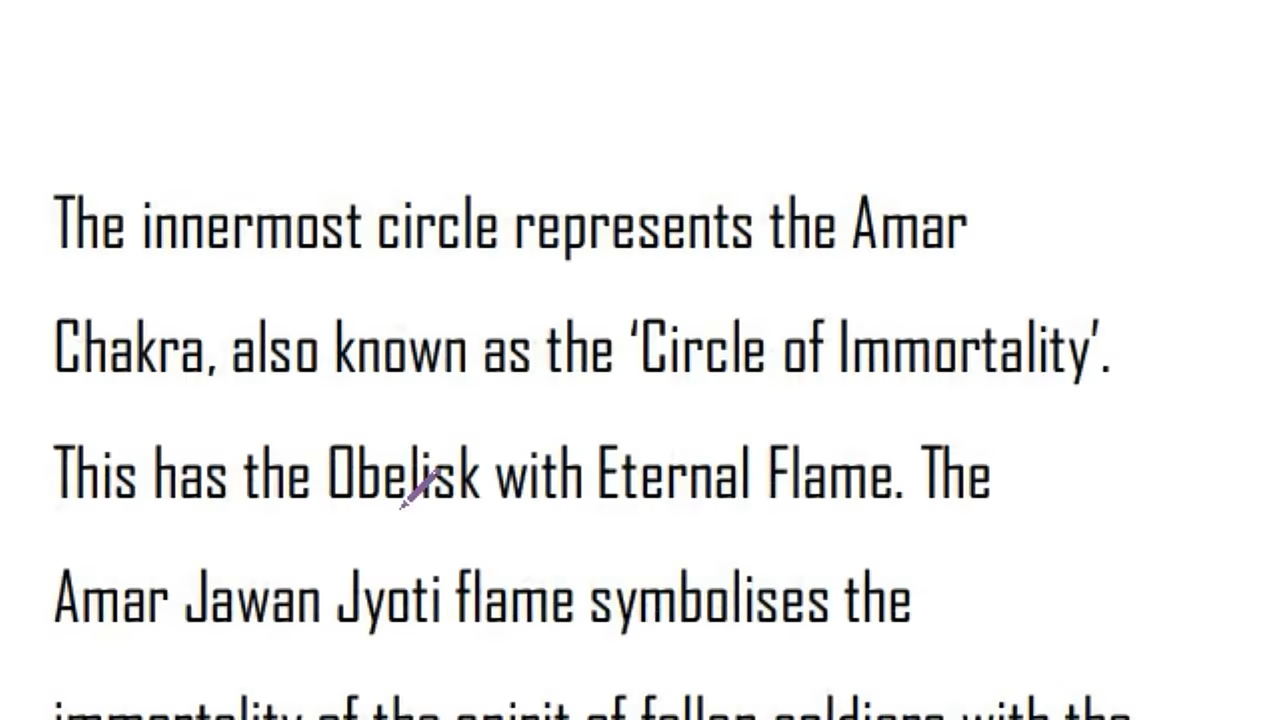 The innermost circle represents the Amar
Chakra, also known as the ‘Circle of Immortality’.
This has the Obelisk with Eternal Flame. The
Amar Jawan Jyoti flame symbolises the
immortality of the spirit of fallen soldiers with the